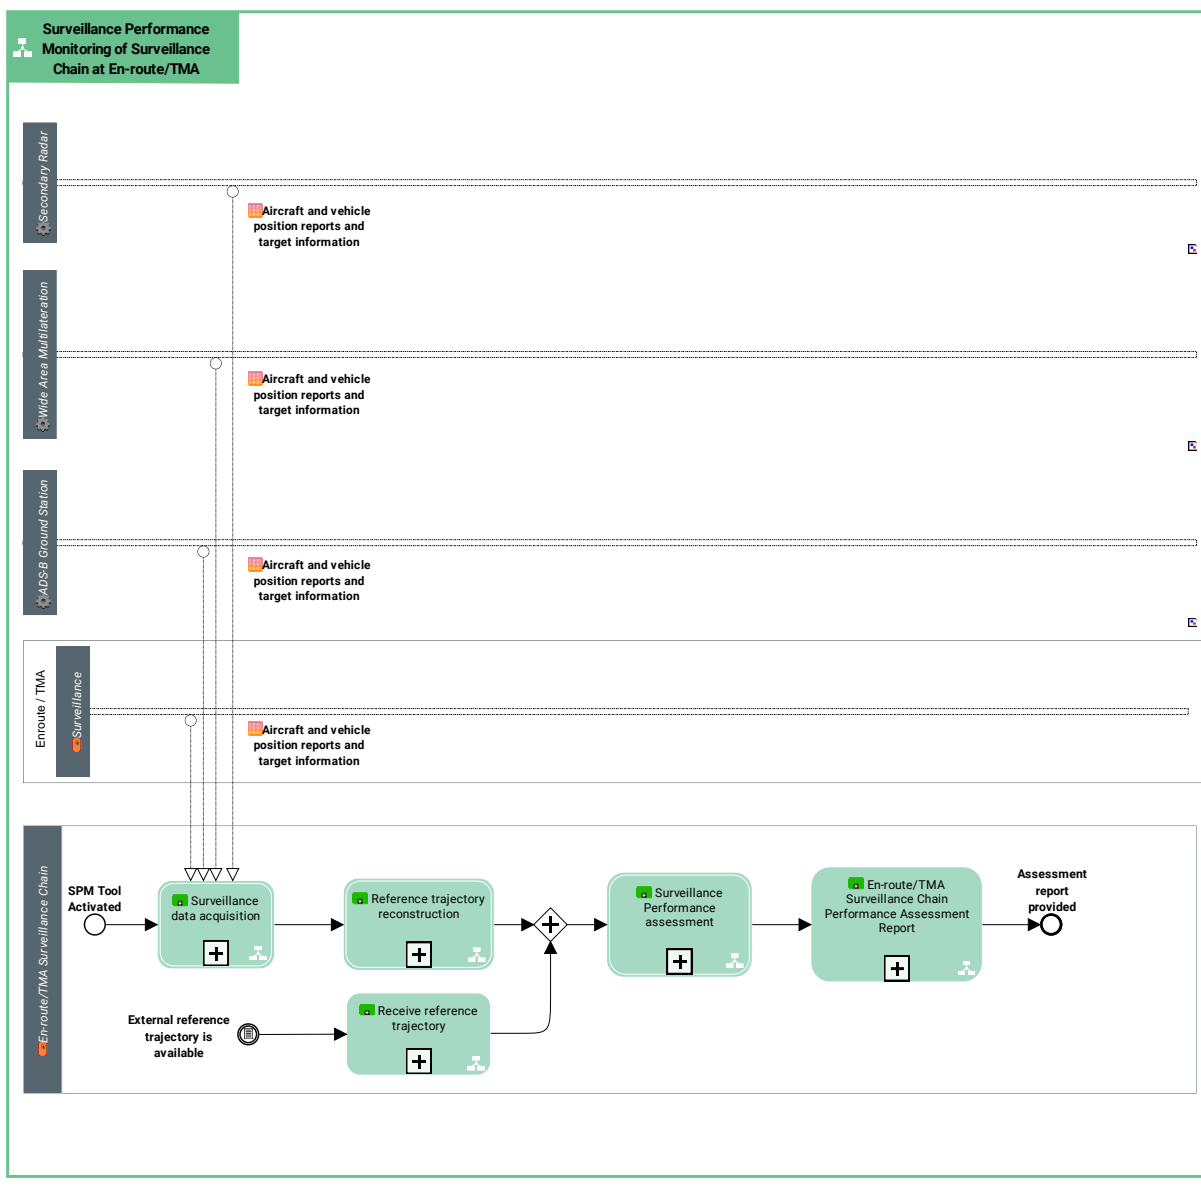 Surveillance Performance
Monitoring of Surveillance
Chain at En-route/TMA
Secondary Radar
Aircraft and vehicle
position reports and
target information
Wide Area Multilateration
Aircraft and vehicle
position reports and
target information
ADS-B Ground Station
Aircraft and vehicle
position reports and
target information
Enroute / TMA
Surveillance
Aircraft and vehicle
position reports and
target information
En-route/TMA Surveillance Chain
SPM Tool
Activated
Surveillance
data acquisition
Reference trajectory
reconstruction
Surveillance
Performance
assessment
En-route/TMA
Surveillance Chain
Performance Assessment
Report
Assessment
report
provided
External reference
trajectory is
available
Receive reference
trajectory